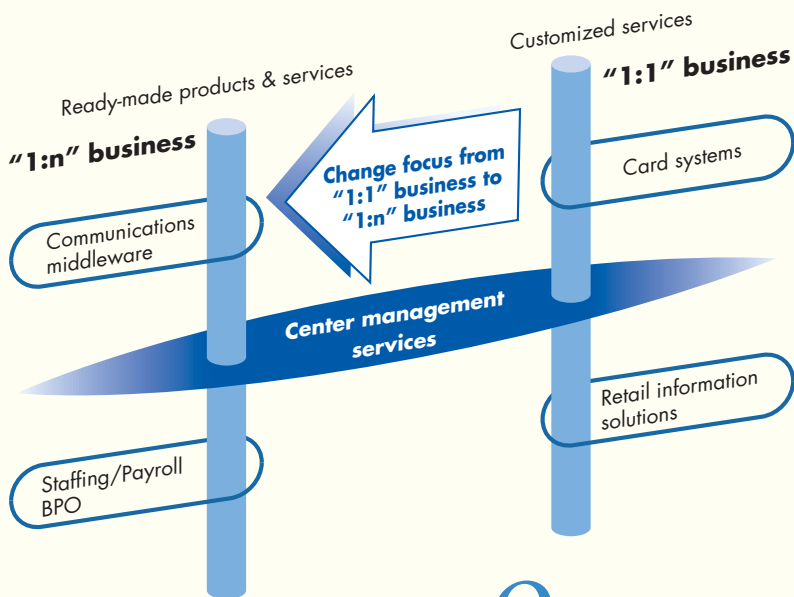 Customized services
“1:1” business
Ready-made products & services
“1:n” business
Change focus from
“1:1” business to
“1:n” business
Card systems
Communications
middleware
Center management
services
Retail information
solutions
Staffing/Payroll
BPO